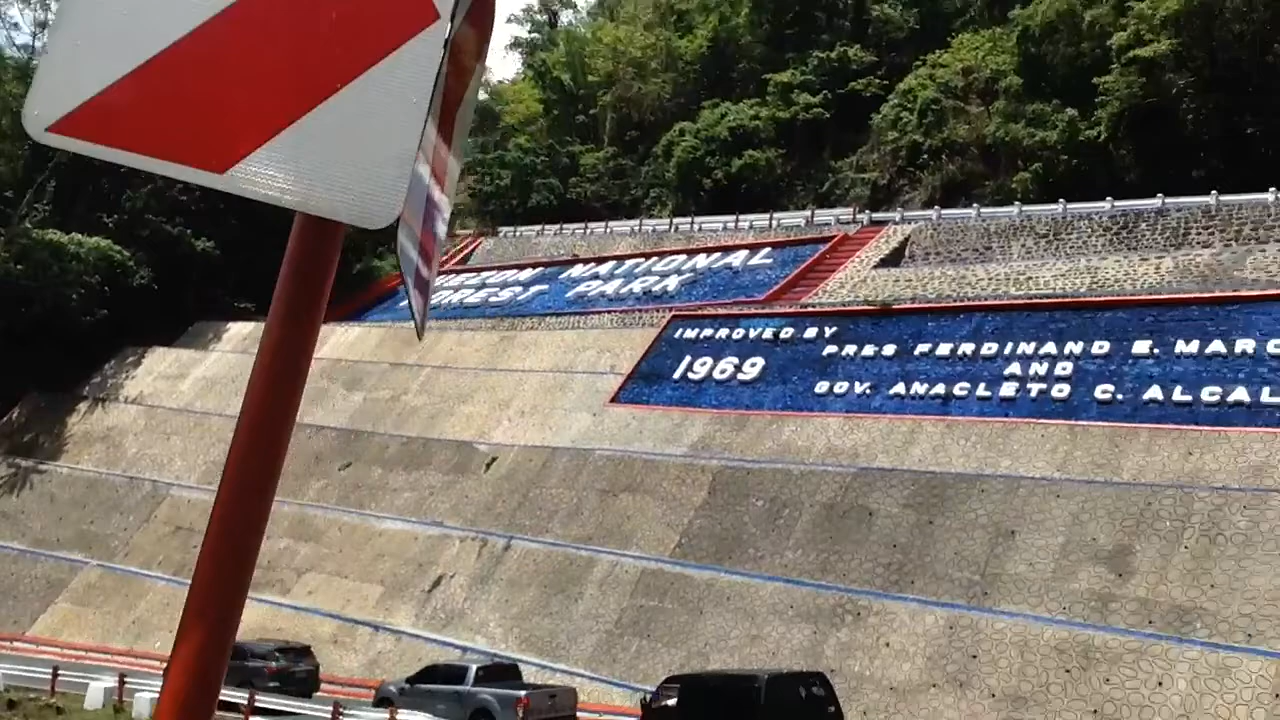 NATIONAL
FOREST PARK
IMPROVED BY
1969
PRES FERDINAND E. MARC
AND
GOV. ANACLETO C. ALCAL